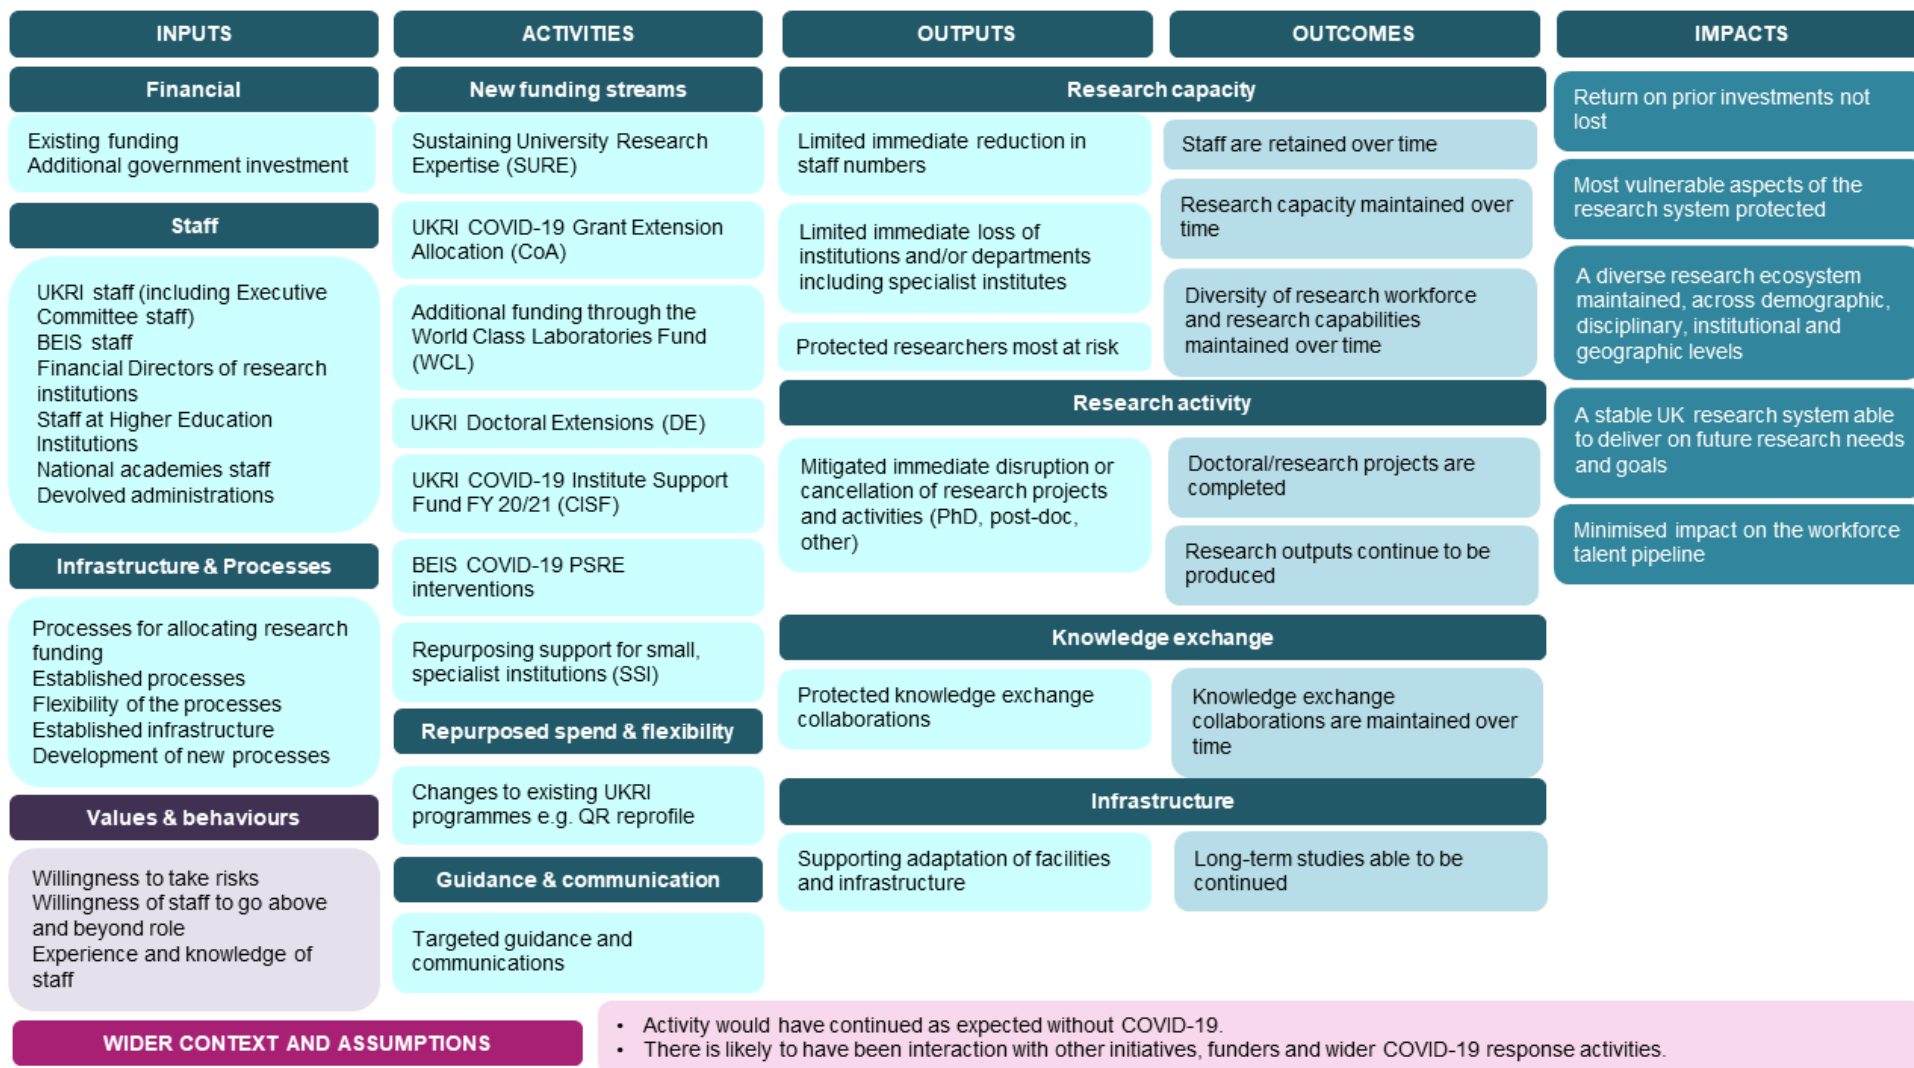 INPUTS
Financial
Existing funding
Additional government investment
Staff
UKRI staff (including Executive
Committee staff)
BEIS staff
Financial Directors of research
institutions
Staff at Higher Education
Institutions
National academies staff
Devolved administrations
Infrastructure & Processes
Processes for allocating research
funding
Established processes
Flexibility of the processes
Established infrastructure
Development of new processes
Values & behaviours
Willingness to take risks
Willingness of staff to go above
and beyond role
Experience and knowledge of
staff
ACTIVITIES
New funding streams
Sustaining University Research
Expertise (SURE)
UKRI COVID-19 Grant Extension
Allocation (CoA)
Additional funding through the
World Class Laboratories Fund
(WCL)
UKRI Doctoral Extensions (DE)
UKRI COVID-19 Institute Support
Fund FY 20/21 (CISF)
BEIS COVID-19 PSRE
interventions
Repurposing support for small,
specialist institutions (SSI)
Repurposed spend & flexibility
Changes to existing UKRI
programmes e.g. QR reprofile
Guidance & communication
Targeted guidance and
communications
OUTPUTS
OUTCOMES
Research capacity
Limited immediate reduction in
staff numbers
Limited immediate loss of
institutions and/or departments
including specialist institutes
Protected researchers most at risk
Staff are retained over time
Research capacity maintained over
time
Diversity of research workforce
and research capabilities
maintained over time
Research activity
Mitigated immediate disruption or
cancellation of research projects
and activities (PhD, post-doc,
other)
Doctoral/research projects are
completed
Research outputs continue to be
produced
Knowledge exchange
Protected knowledge exchange
collaborations
Knowledge exchange
collaborations are maintained over
time
Infrastructure
Supporting adaptation of facilities
and infrastructure
Long-term studies able to be
continued
IMPACTS
Return on prior investments not
lost
Most vulnerable aspects of the
research system protected
A diverse research ecosystem
maintained, across demographic,
disciplinary, institutional and
geographic levels
A stable UK research system able
to deliver on future research needs
and goals
Minimised impact on the workforce
talent pipeline
WIDER CONTEXT AND ASSUMPTIONS
• Activity would have continued as expected without COVID-19.
• There is likely to have been interaction with other initiatives, funders and wider COVID-19 response activities.